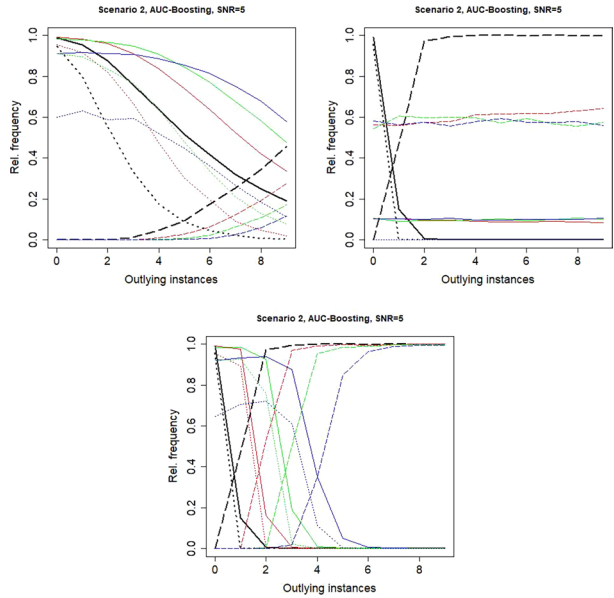 Scenario 2, AUC-Boosting, SNR=5
Rel. frequency
0.0 0.2 0.4 0.6 0.8 1.0
0 2 4 6 8
Outlying instances
Scenario 2, AUC-Boosting, SNR=5
Rel. frequency
0.0 0.2 0.4 0.6 0.8 1.0
0 2 4 6 8
Outlying instances
Scenario 2, AUC-Boosting, SNR=5
Rel. frequency
0.0 0.2 0.4 0.6 0.8 1.0
0 2 4 6 8
Outlying instances